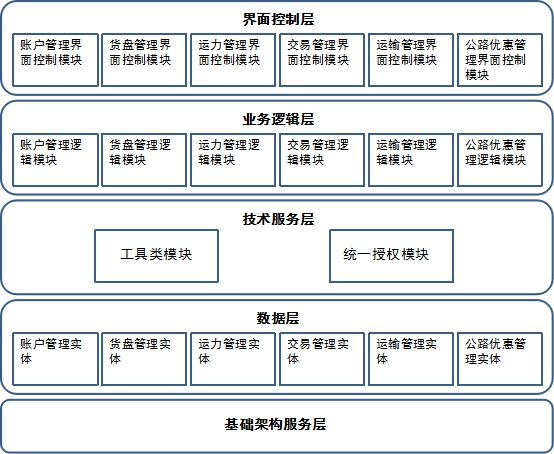 界面控制层
账户管理界
面控制模块
货盘管理界
面控制模块
运力管理界
面控制模块
交易管理界
面控制模块
运输管理界
面控制模块
公路优惠管
理界面控制
模块
业务逻辑层
账户管理逻
辑模块
货盘管理逻
辑模块
运力管理逻
辑模块
交易管理逻
辑模块
运输管理逻
辑模块
公路优惠管
理逻辑模块
技术服务层
工具类模块
统一授权模块
数据层
账户管理实
体
货盘管理实
体
运力管理实
体
交易管理实
体
运输管理实
体
公路优惠管
理实体
基础架构服务层